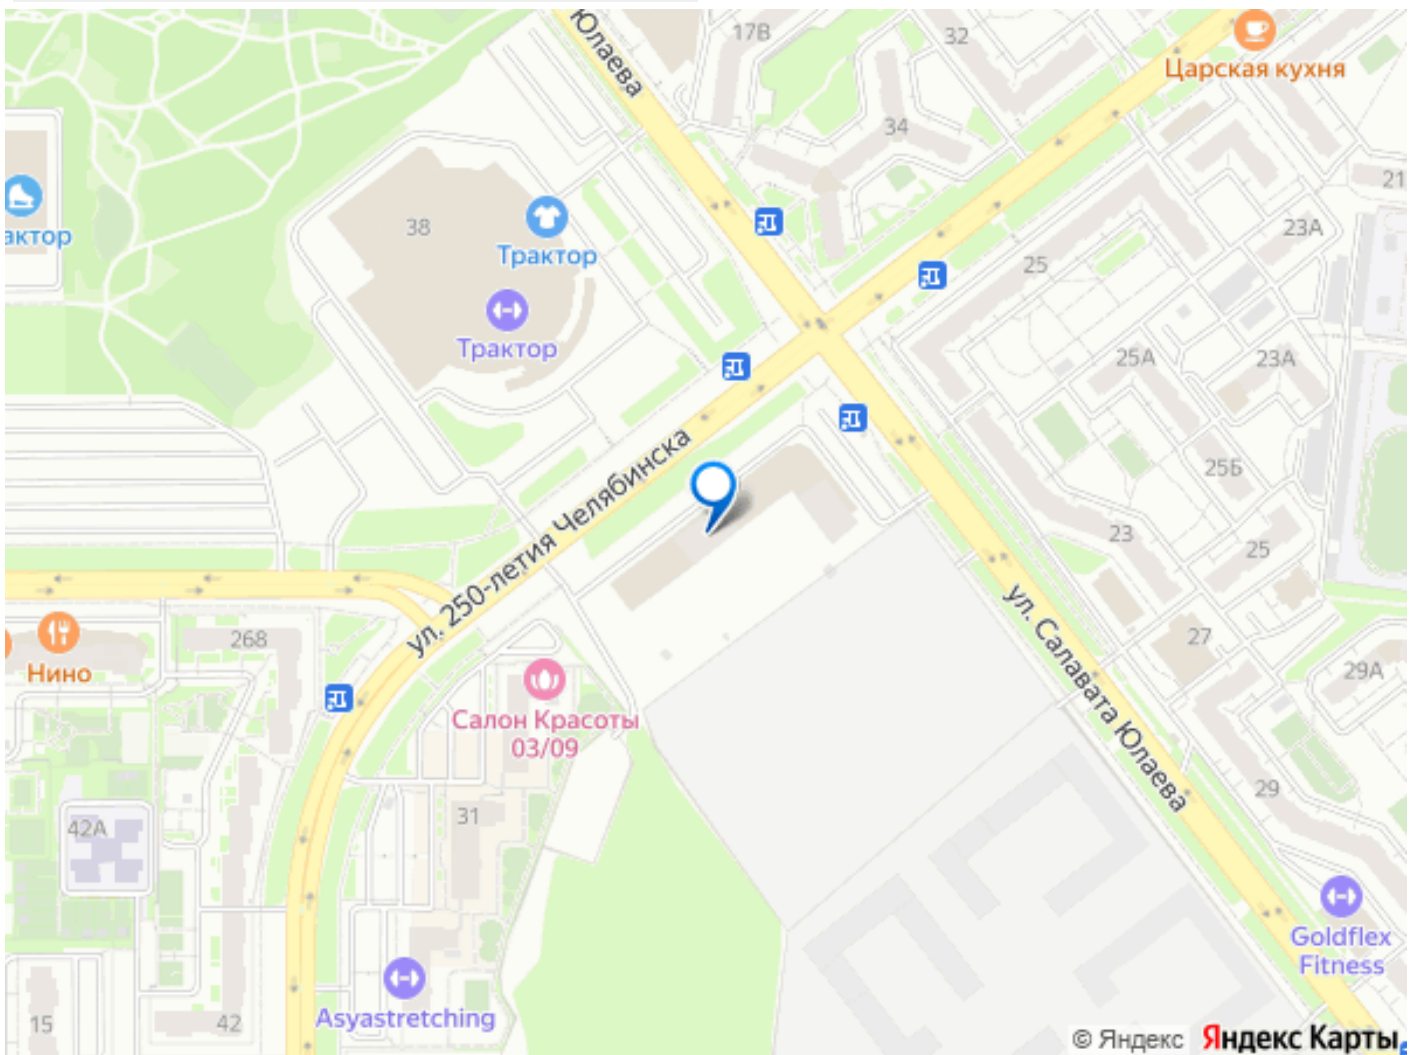 17В
32
Юлаева
Царская кухня
34
21
38
Трактор
23А
актор
25
Трактор
25А
23А
ул. 250-летия Челябинска
25Б
23
25
ул. Салавата Юлаева
27
268
Нино
29А
Салон Красоты
03/09
29
31
42А
Goldflex
Fitness
Asyastretching
15
42
© Яндекс Яндекс Карты